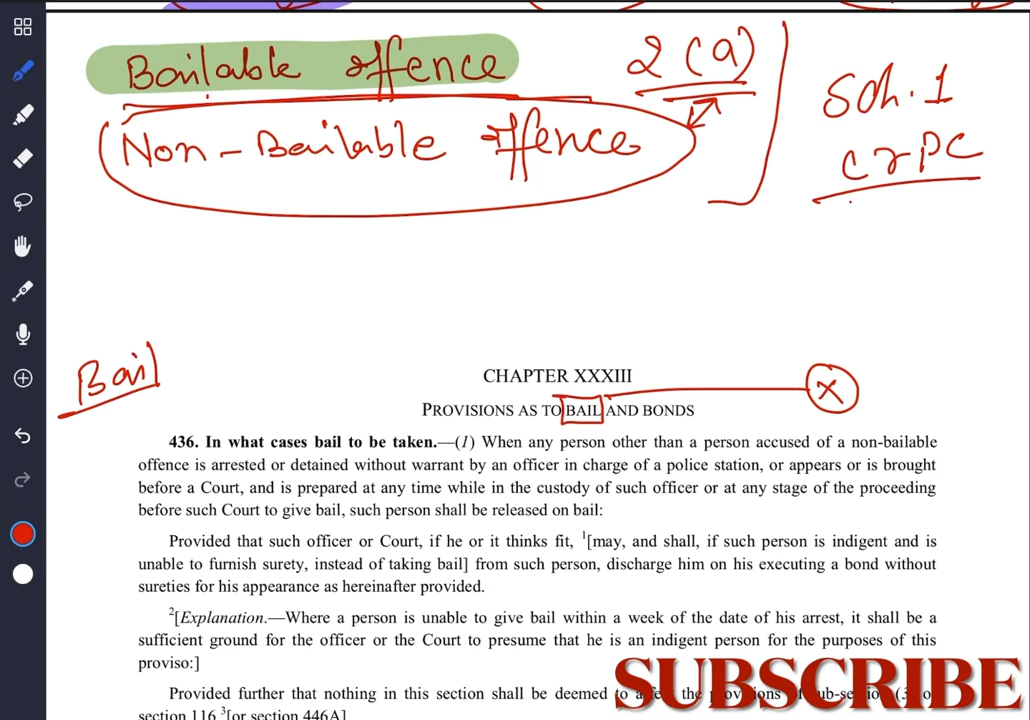 Bailable offence 2 (a)
Non-Bailable offence
Sch. 1
CrPC
Bail
CHAPTER XXXIII
X
PROVISIONS AS TO BAIL AND BONDS
436. In what cases bail to be taken.—(1) When any person other than a person accused of a non-bailable
offence is arrested or detained without warrant by an officer in charge of a police station, or appears or is brought
before a Court, and is prepared at any time while in the custody of such officer or at any stage of the proceeding
before such Court to give bail, such person shall be released on bail:
Provided that such officer or Court, if he or it thinks fit, 1[may, and shall, if such person is indigent and is
unable to furnish surety, instead of taking bail] from such person, discharge him on his executing a bond without
sureties for his appearance as hereinafter provided.
2[Explanation.—Where a person is unable to give bail within a week of the date of his arrest, it shall be a
sufficient ground for the officer or the Court to presume that he is an indigent person for the purposes of this
proviso:]
Provided further that nothing in this section shall be deemed to
section 116 3[or section 446A]
SUBSCRIBE